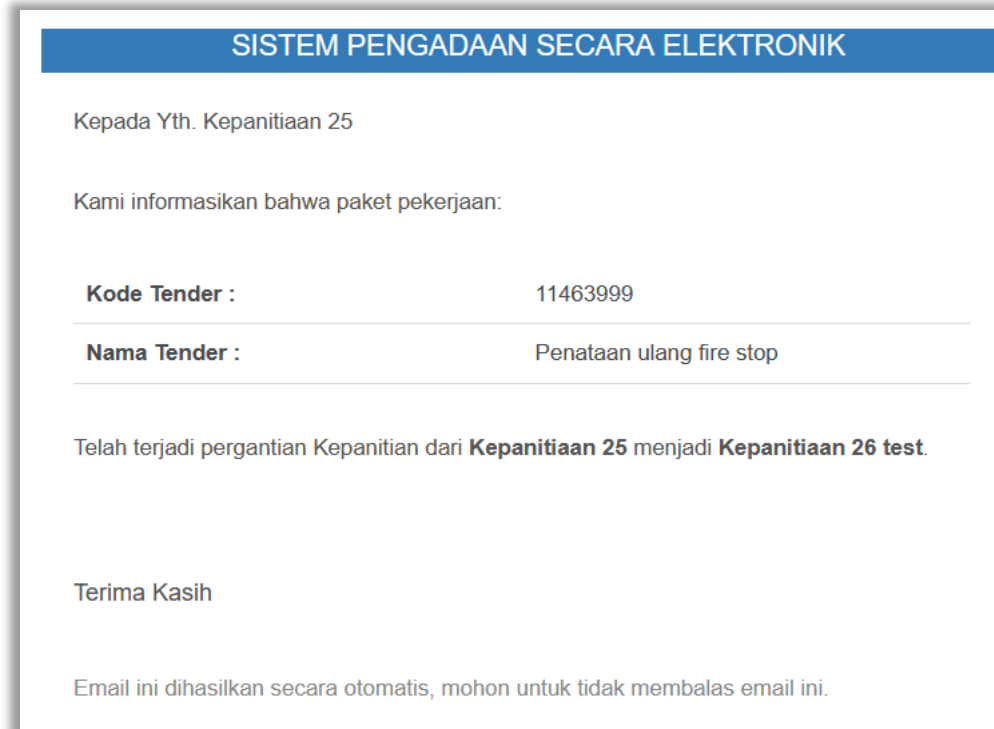 SISTEM PENGADAAN SECARA ELEKTRONIK
Kepada Yth. Kepanitiaan 25
Kami informasikan bahwa paket pekerjaan:
Kode Tender : 11463999
Nama Tender : Penataan ulang fire stop
Telah terjadi pergantian Kepanitian dari Kepanitiaan 25 menjadi Kepanitiaan 26 test.
Terima Kasih
Email ini dihasilkan secara otomatis, mohon untuk tidak membalas email ini.